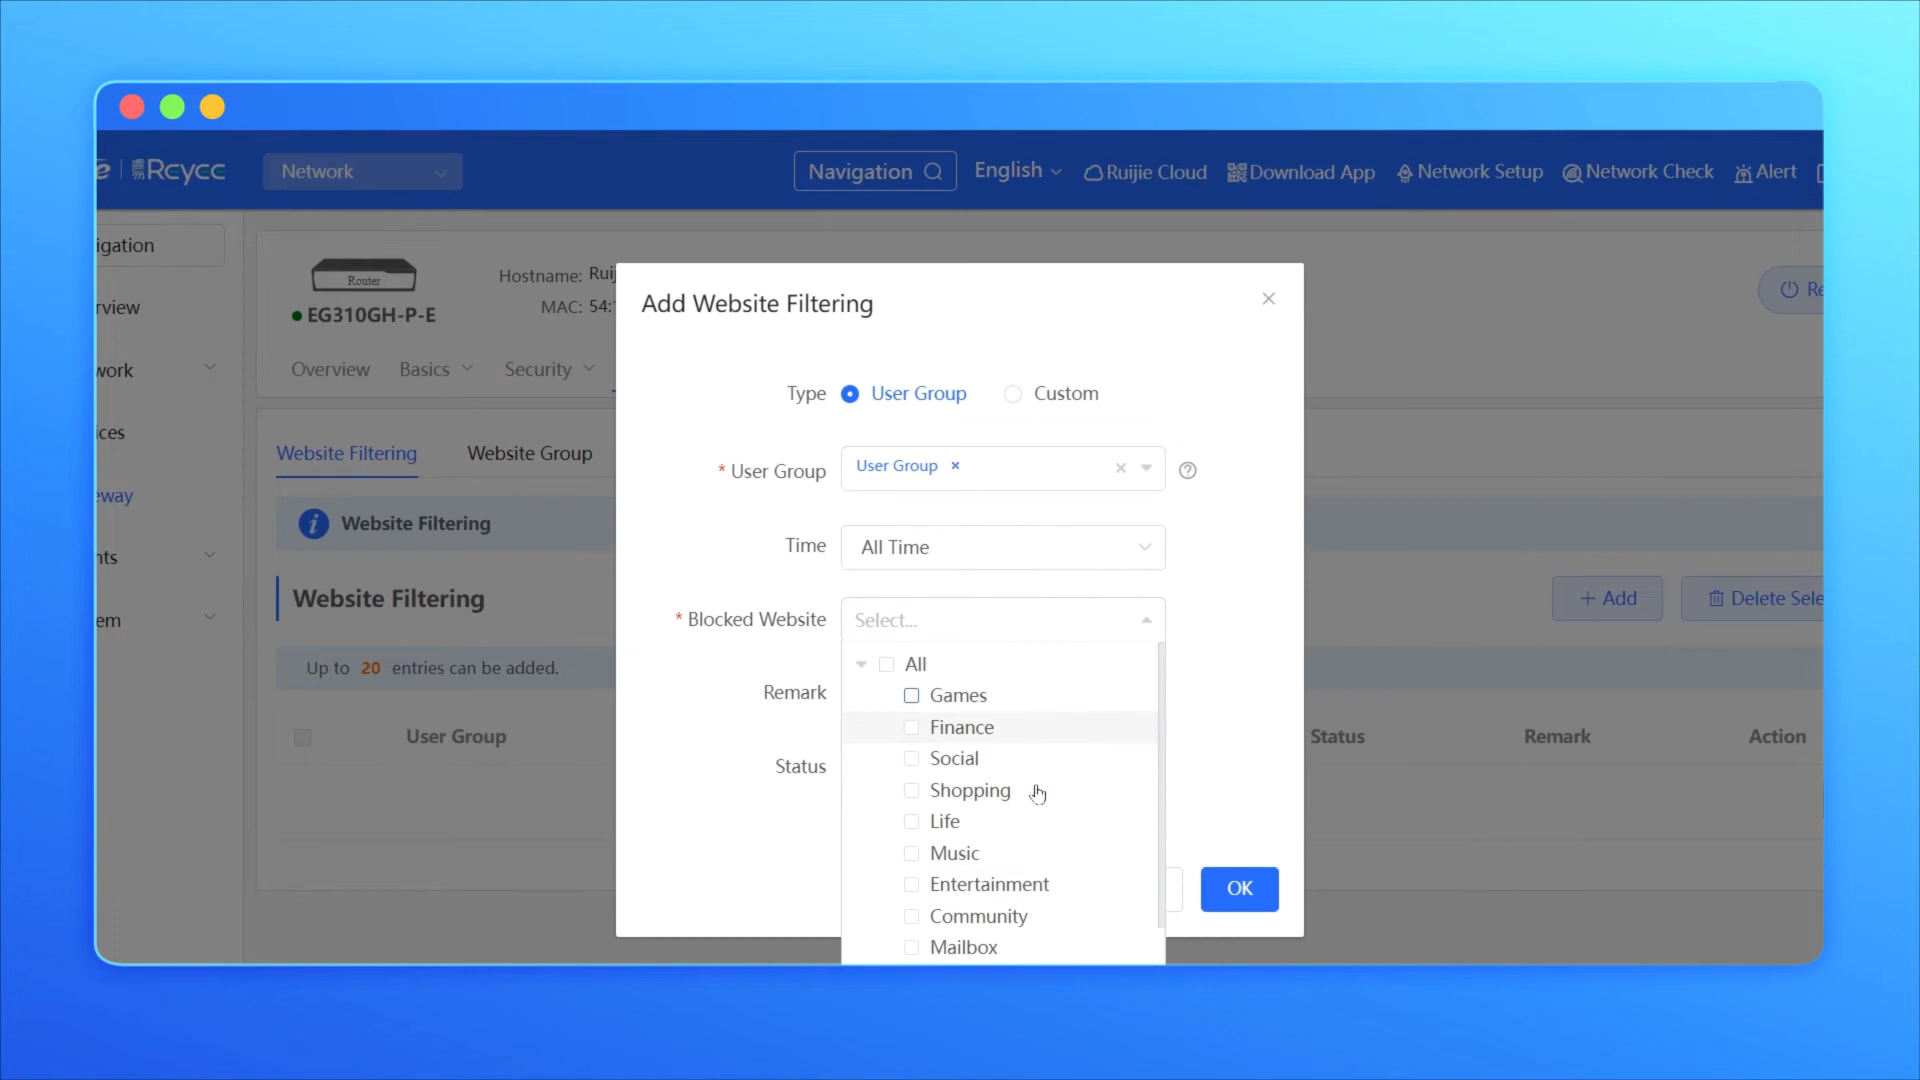 e | Reyee
Network
Navigation
English
Ruijie Cloud
Download App
Network Setup
Network Check
Alert
igation
rview
work
ices
eway
nts
em
Router
EG310GH-P-E
Hostname: Ruij
MAC: 54:
Re
Overview
Basics
Security
Website Filtering
Website Group
Website Filtering
Website Filtering
+ Add
Delete Sele
Up to 20 entries can be added.
User Group
Status
Remark
Action
Add Website Filtering
Type
User Group
Custom
* User Group
User Group ×
Time
All Time
* Blocked Website
Select...
Remark
Status
All
Games
Finance
Social
Shopping
Life
Music
Entertainment
Community
Mailbox
OK